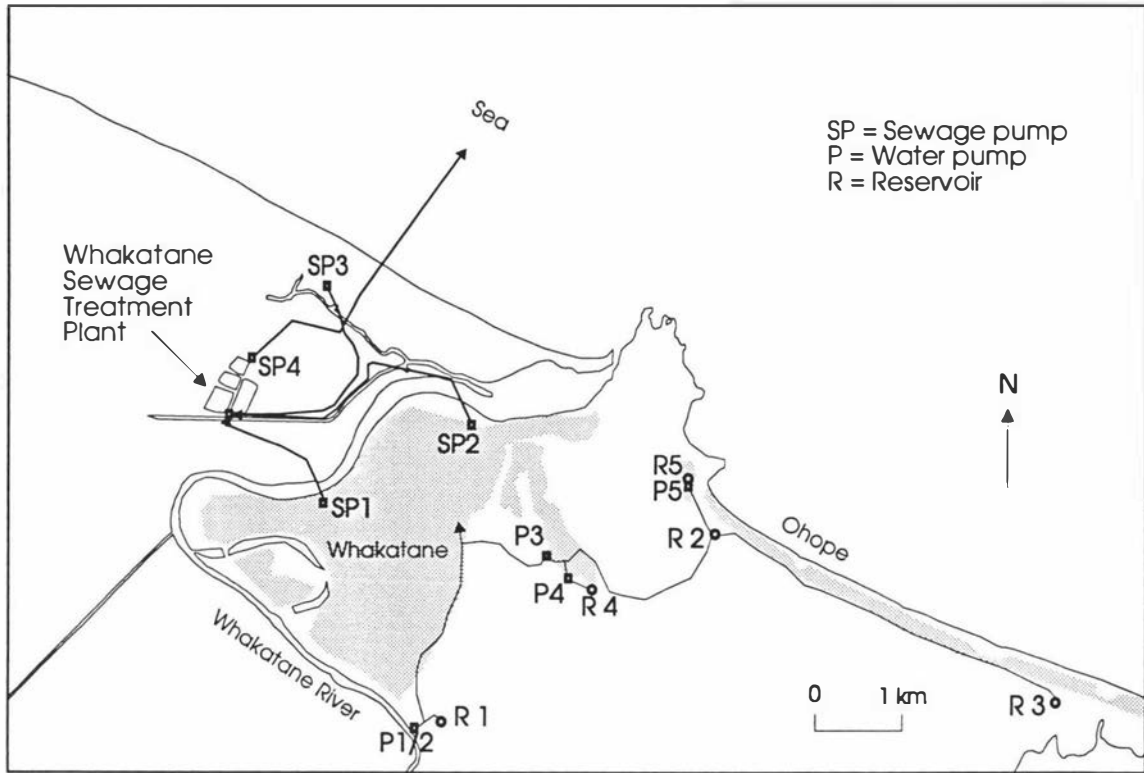 Sea
SP = Sewage pump
P = Water pump
R = Reservoir
Whakatane
Sewage
Treatment
Plant
SP3
SP4
N
SP2
R5
P5
SP1
Ohope
Whakatane
P3
R 2
P4
R 4
Whakatane River
0 1 km
R 1
R 3
P1/2